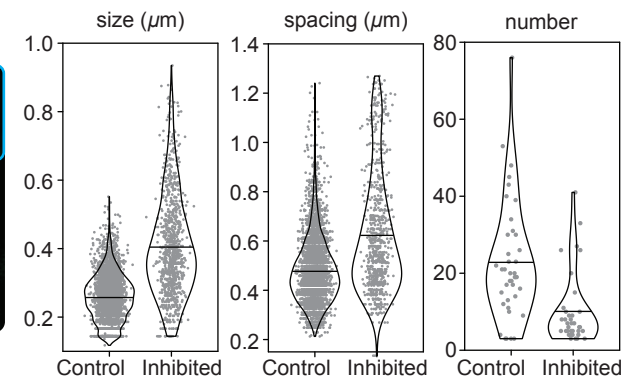 size (µm)
1.0
0.8
0.6
0.4
0.2
Control Inhibited
spacing (µm)
1.4
1.2
1.0
0.8
0.6
0.4
0.2
Control Inhibited
number
80
60
40
20
0
Control Inhibited